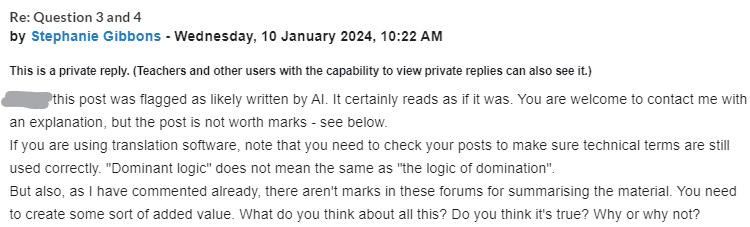 Re: Question 3 and 4
by Stephanie Gibbons - Wednesday, 10 January 2024, 10:22 AM
This is a private reply. (Teachers and other users with the capability to view private replies can also see it.)
this post was flagged as likely written by AI. It certainly reads as if it was. You are welcome to contact me with
an explanation, but the post is not worth marks - see below.
If you are using translation software, note that you need to check your posts to make sure technical terms are still
used correctly. "Dominant logic" does not mean the same as "the logic of domination".
But also, as I have commented already, there aren't marks in these forums for summarising the material. You need
to create some sort of added value. What do you think about all this? Do you think it's true? Why or why not?